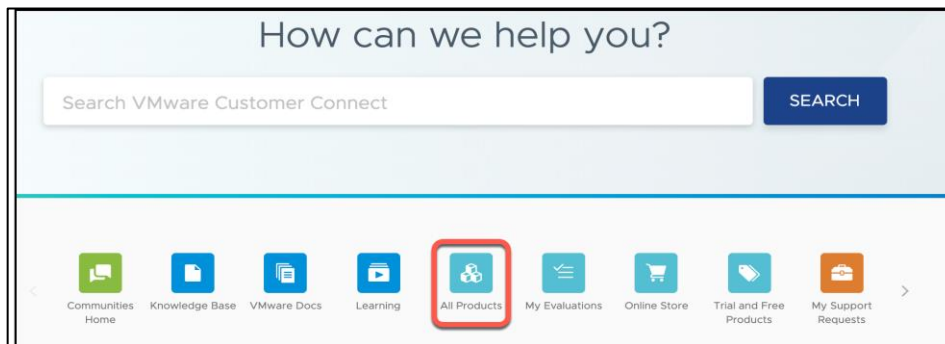 How can we help you?
Search VMware Customer Connect
SEARCH
Communities Home
Knowledge Base
VMware Docs
Learning
All Products
My Evaluations
Online Store
Trial and Free Products
My Support Requests